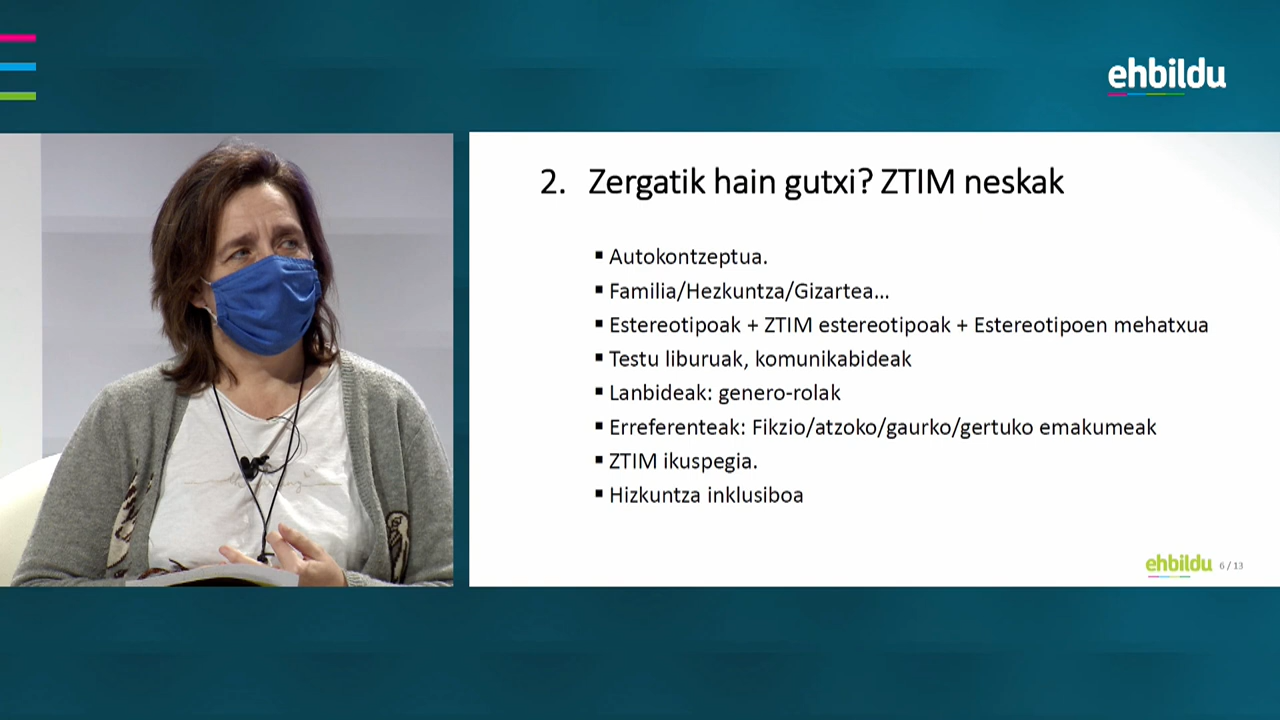 ehbildu
2. Zergatik hain gutxi? ZTIM neskak
▪ Autokontzeptua.
▪ Familia/Hezkuntza/Gizartea...
▪ Estereotipoak + ZTIM estereotipoak + Estereotipoen mehatxua
▪ Testu liburuak, komunikabideak
▪ Lanbideak: genero-rolak
▪ Erreferenteak: Fikzio/atzoko/gaurko/gertuko emakumeak
▪ ZTIM ikuspegia.
▪ Hizkuntza inklusiboa
ehbildu 6 / 13